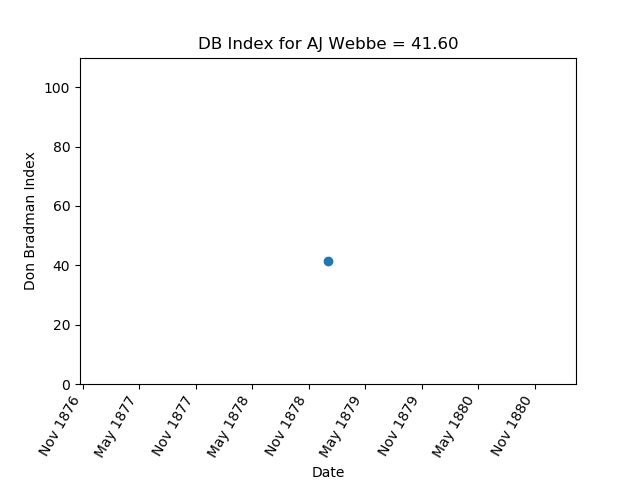 DB Index for AJ Webbe = 41.60
Don Bradman Index
100
80
60
40
20
0
Nov 1876
May 1877
Nov 1877
May 1878
Nov 1878
May 1879
Nov 1879
May 1880
Nov 1880
Date